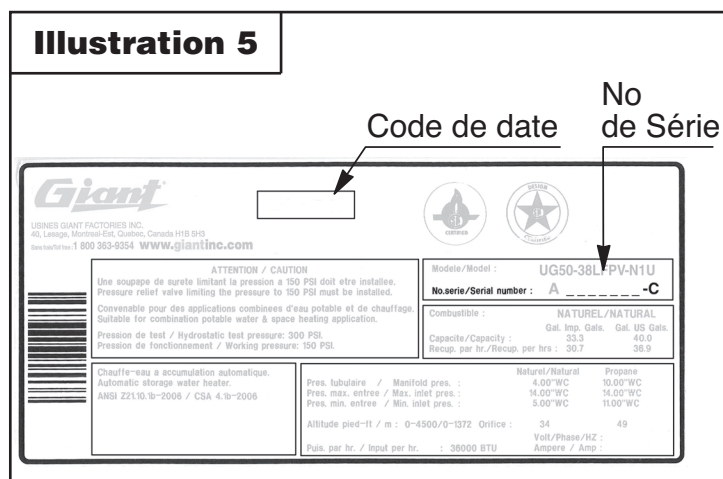 Illustration 5
Code de date
No
de Série
Giant
USINES GIANT FACTORIES INC.
40, Lesage, Montreal-Est, Quebec, Canada H1B 5H3
Sans frais/Toll free: 1 800 363-9354 www.giantinc.com
CERTIFIED
DESIGN
ATTENTION / CAUTION
Une soupape de surete limitant la pression a 150 PSI doit etre installee.
Pressure relief valve limiting the pressure to 150 PSI must be installed.
Convenable pour des applications combinees d'eau potable et de chauffage.
Suitable for combination potable water & space heating application.
Pression de test / Hydrostatic test pressure: 300 PSI.
Pression de fonctionnement / Working pressure: 150 PSI.
Modele/Model : UG50-38LFPV-N1U
No.serie/Serial number : A _ _ _ _ _ _ _ -C
Combustible : NATUREL/NATURAL
Gal. Imp. Gals. Gal. US Gals.
Capacite/Capacity : 33.3 40.0
Recup. par hr./Recup. per hrs : 30.7 36.9
Chauffe-eau a accumulation automatique.
Automatic storage water heater.
ANSI Z21.10.1b-2006 / CSA 4.1b-2006
Naturel/Natural Propane
Pres. tubulaire / Manifold pres. : 4.00"WC 10.00"WC
Pres. max. entree / Max. inlet pres. : 14.00"WC 14.00"WC
Pres. min. entree / Min. inlet pres. : 5.00"WC 11.00"WC
Altitude pied-ft / m : 0-4500/0-1372 Orifice : 34 49
Volt/Phase/HZ :
Puis. par hr. / Input per hr. : 36000 BTU Ampere / Amp :